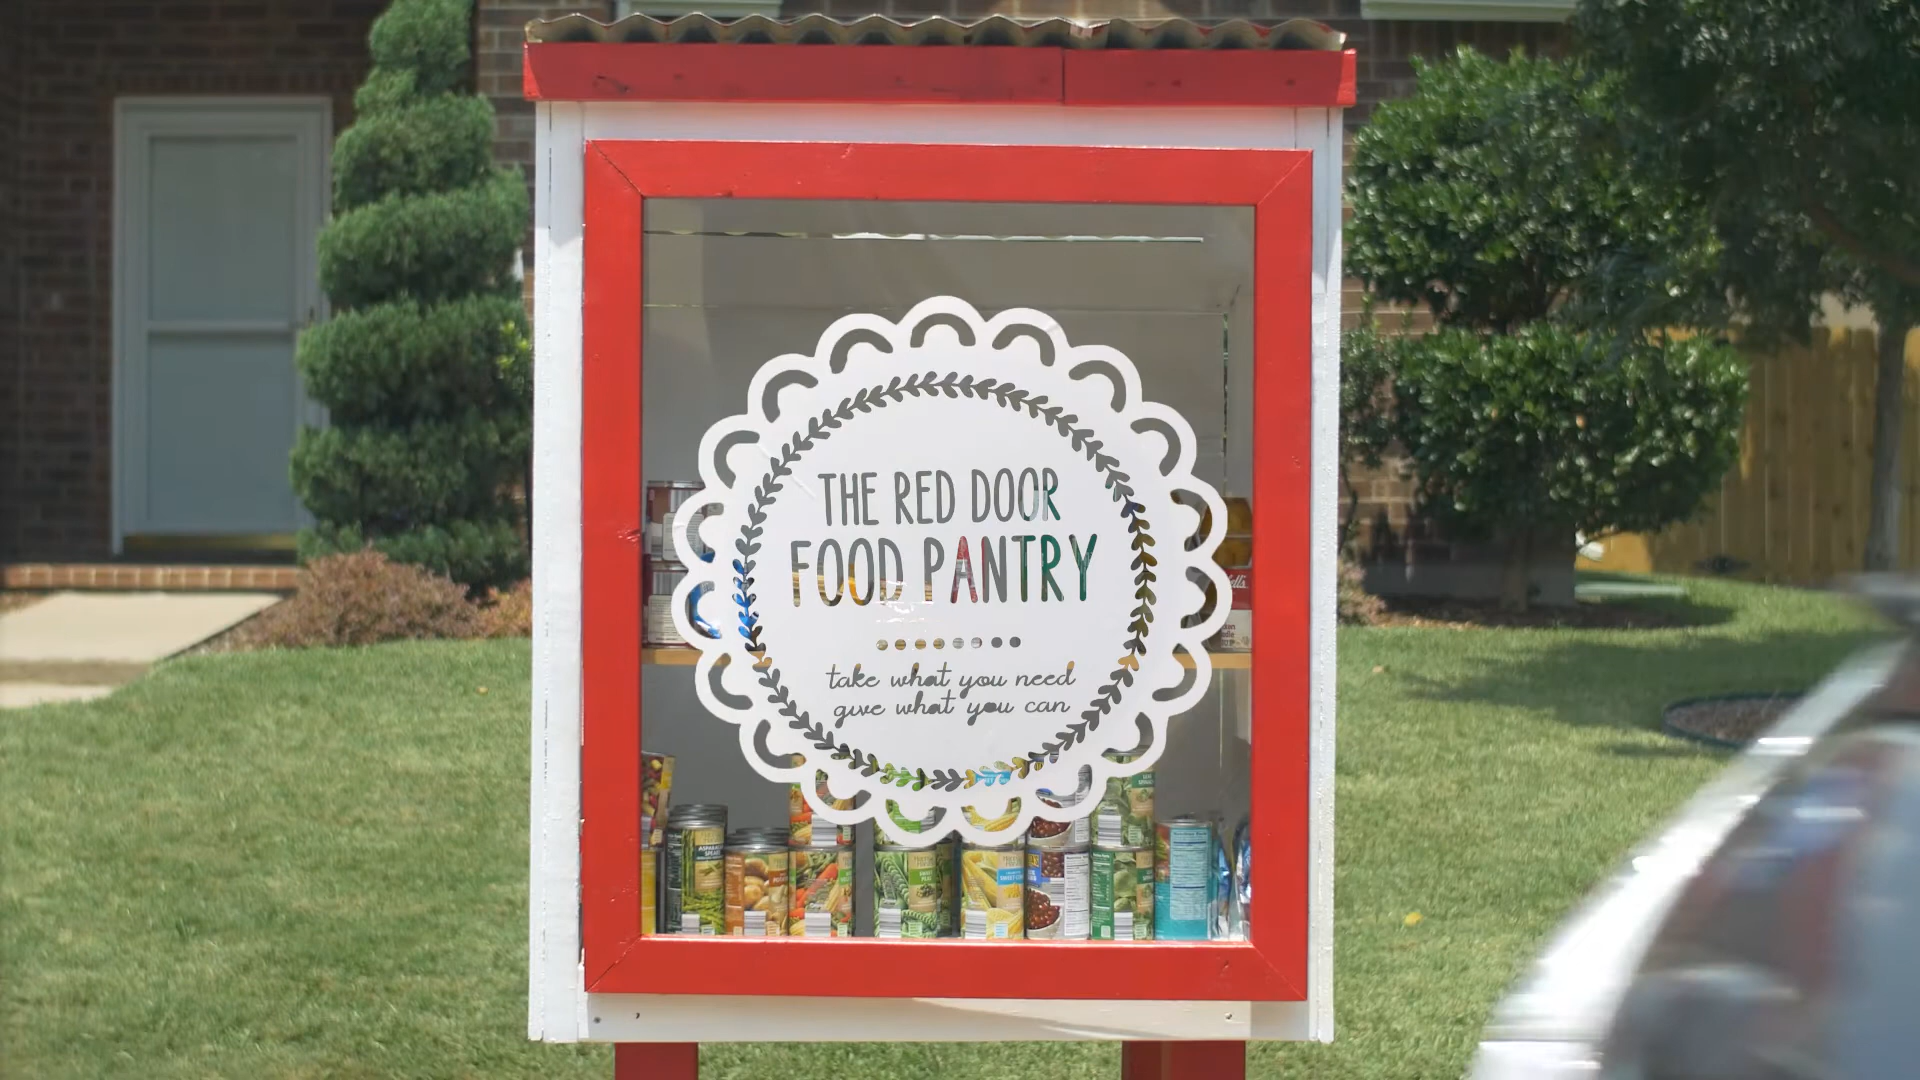 THE RED DOOR
FOOD PANTRY
take what you need
give what you can